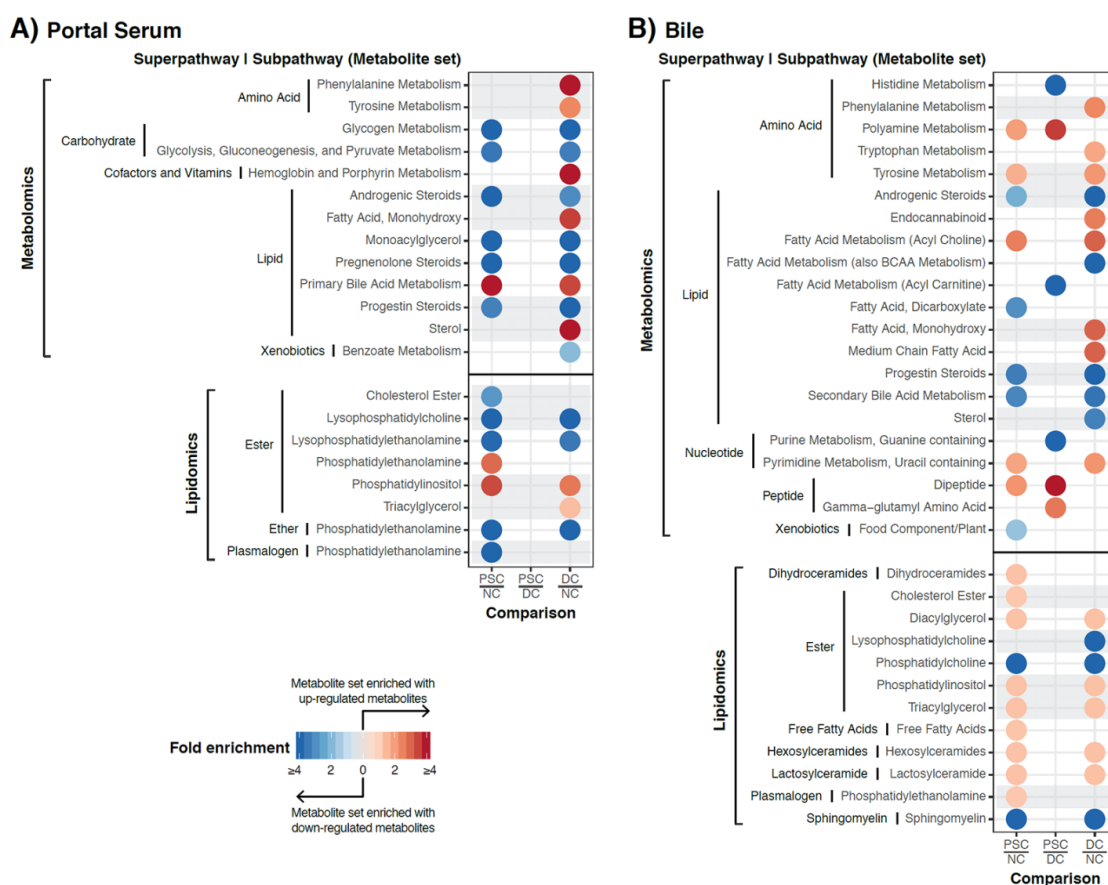 A) Portal Serum
Superpathway | Subpathway (Metabolite set)
Metabolomics
Amino Acid
Phenylalanine Metabolism
Tyrosine Metabolism
Carbohydrate
Glycogen Metabolism
Glycolysis, Gluconeogenesis, and Pyruvate Metabolism
Cofactors and Vitamins | Hemoglobin and Porphyrin Metabolism
Lipid
Androgenic Steroids
Fatty Acid, Monohydroxy
Monoacylglycerol
Pregnenolone Steroids
Primary Bile Acid Metabolism
Progestin Steroids
Sterol
Xenobiotics | Benzoate Metabolism
Lipidomics
Ester
Cholesterol Ester
Lysophosphatidylcholine
Lysophosphatidylethanolamine
Phosphatidylethanolamine
Phosphatidylinositol
Triacylglycerol
Ether | Phosphatidylethanolamine
Plasmalogen | Phosphatidylethanolamine
PSC PSC DC
NC DC NC
Comparison
Metabolite set enriched with
up-regulated metabolites
Fold enrichment
≥4 2 0 2 ≥4
Metabolite set enriched with
down-regulated metabolites
B) Bile
Superpathway | Subpathway (Metabolite set)
Metabolomics
Amino Acid
Histidine Metabolism
Phenylalanine Metabolism
Polyamine Metabolism
Tryptophan Metabolism
Tyrosine Metabolism
Lipid
Androgenic Steroids
Endocannabinoid
Fatty Acid Metabolism (Acyl Choline)
Fatty Acid Metabolism (also BCAA Metabolism)
Fatty Acid Metabolism (Acyl Carnitine)
Fatty Acid, Dicarboxylate
Fatty Acid, Monohydroxy
Medium Chain Fatty Acid
Progestin Steroids
Secondary Bile Acid Metabolism
Sterol
Nucleotide
Purine Metabolism, Guanine containing
Pyrimidine Metabolism, Uracil containing
Peptide
Dipeptide
Gamma-glutamyl Amino Acid
Xenobiotics | Food Component/Plant
Lipidomics
Dihydroceramides | Dihydroceramides
Ester
Cholesterol Ester
Diacylglycerol
Lysophosphatidylcholine
Phosphatidylcholine
Phosphatidylinositol
Triacylglycerol
Free Fatty Acids | Free Fatty Acids
Hexosylceramides | Hexosylceramides
Lactosylceramide | Lactosylceramide
Plasmalogen | Phosphatidylethanolamine
Sphingomyelin | Sphingomyelin
PSC PSC DC
NC DC NC
Comparison